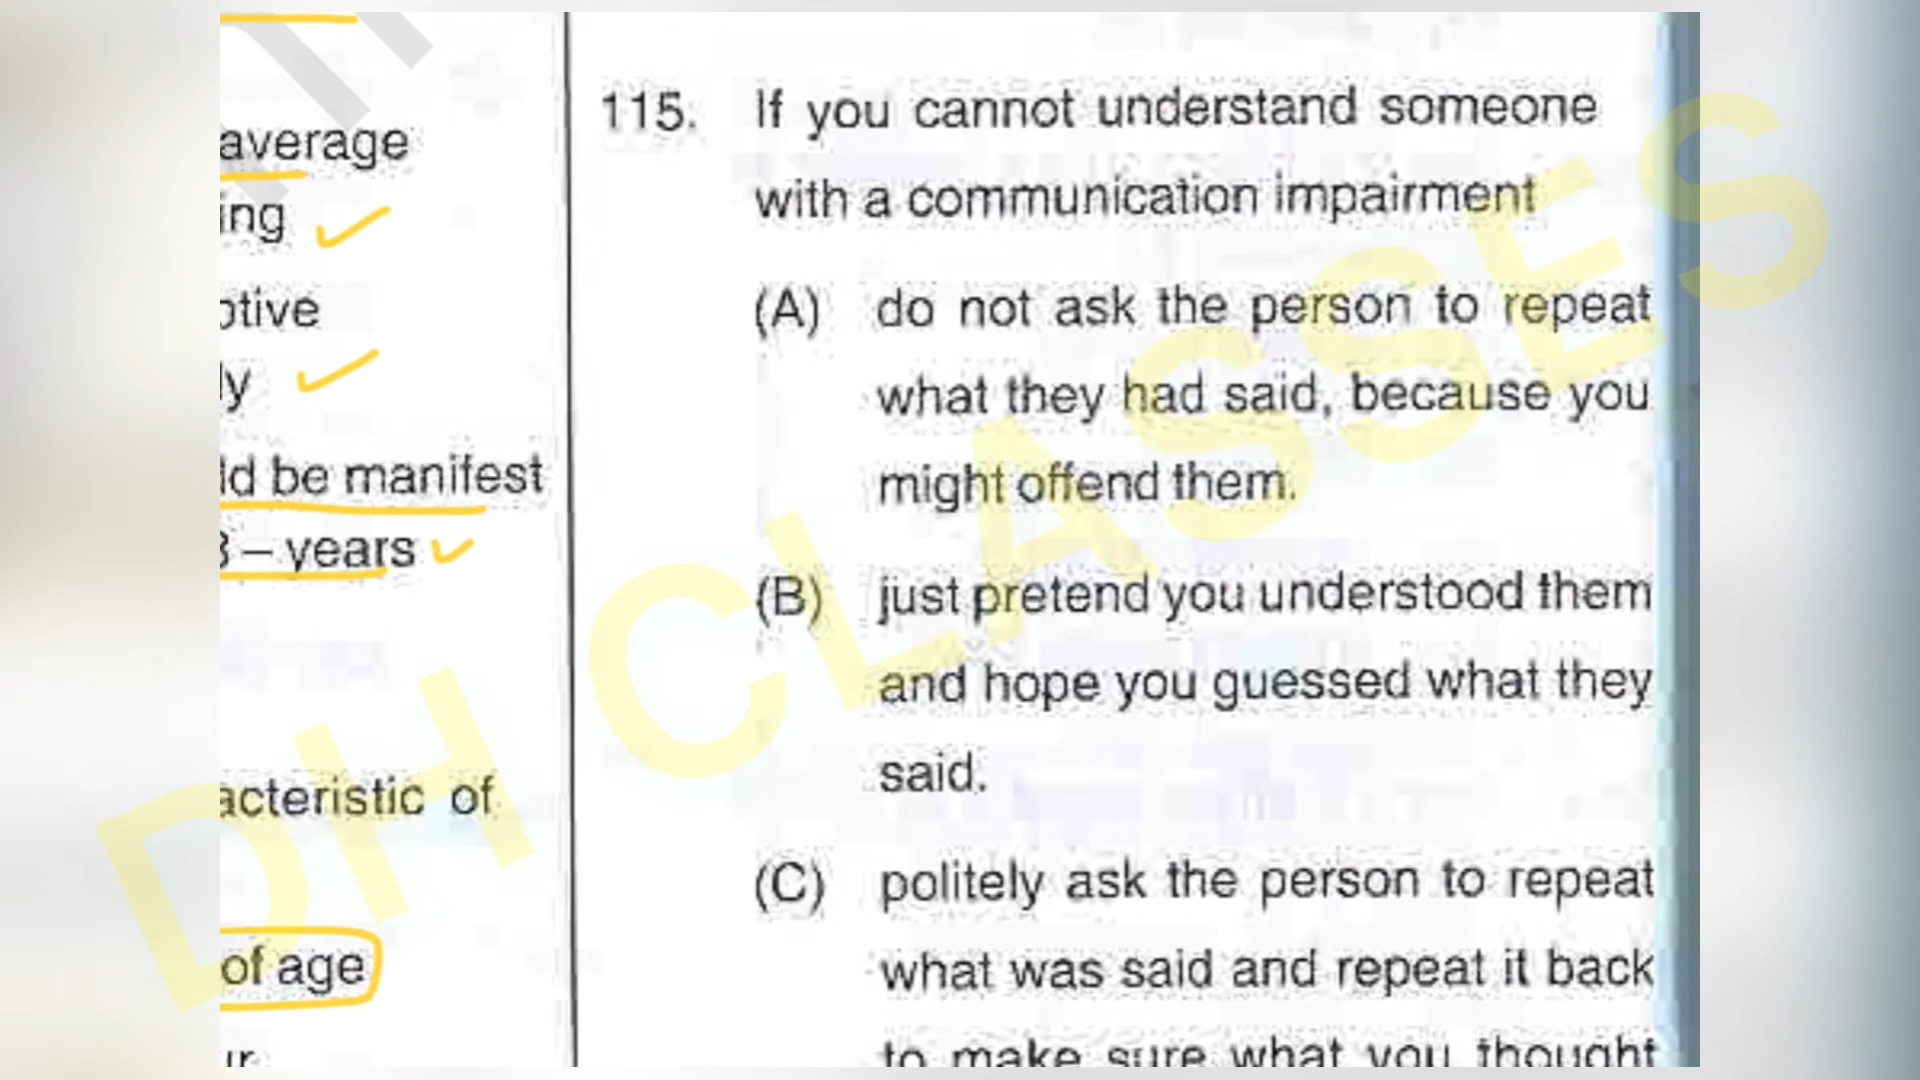 average
ing
ptive
ly
ld be manifest
8 – years
acteristic of
of age
ur
115. If you cannot understand someone
with a communication impairment
(A) do not ask the person to repeat
what they had said, because you
might offend them.
(B) just pretend you understood them
and hope you guessed what they
said.
(C) politely ask the person to repeat
what was said and repeat it back
to make sure what you thought
DH CLASSES